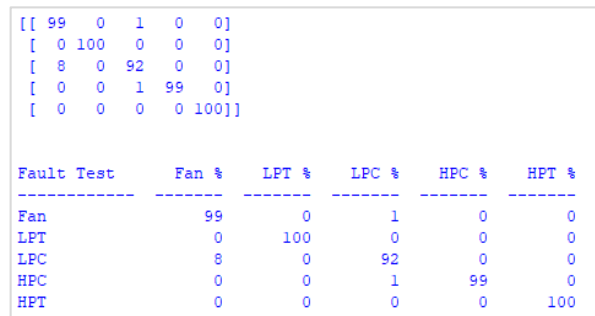 [[ 99   0   1   0   0]
 [  0 100   0   0   0]
 [  8   0  92   0   0]
 [  0   0   1  99   0]
 [  0   0   0   0 100]]
Fault Test     Fan %    LPT %    LPC %    HPC %    HPT %
------------  -------  -------  -------  -------  -------
Fan                99        0        1        0        0
LPT                 0      100        0        0        0
LPC                 8        0       92        0        0
HPC                 0        0        1       99        0
HPT                 0        0        0        0      100